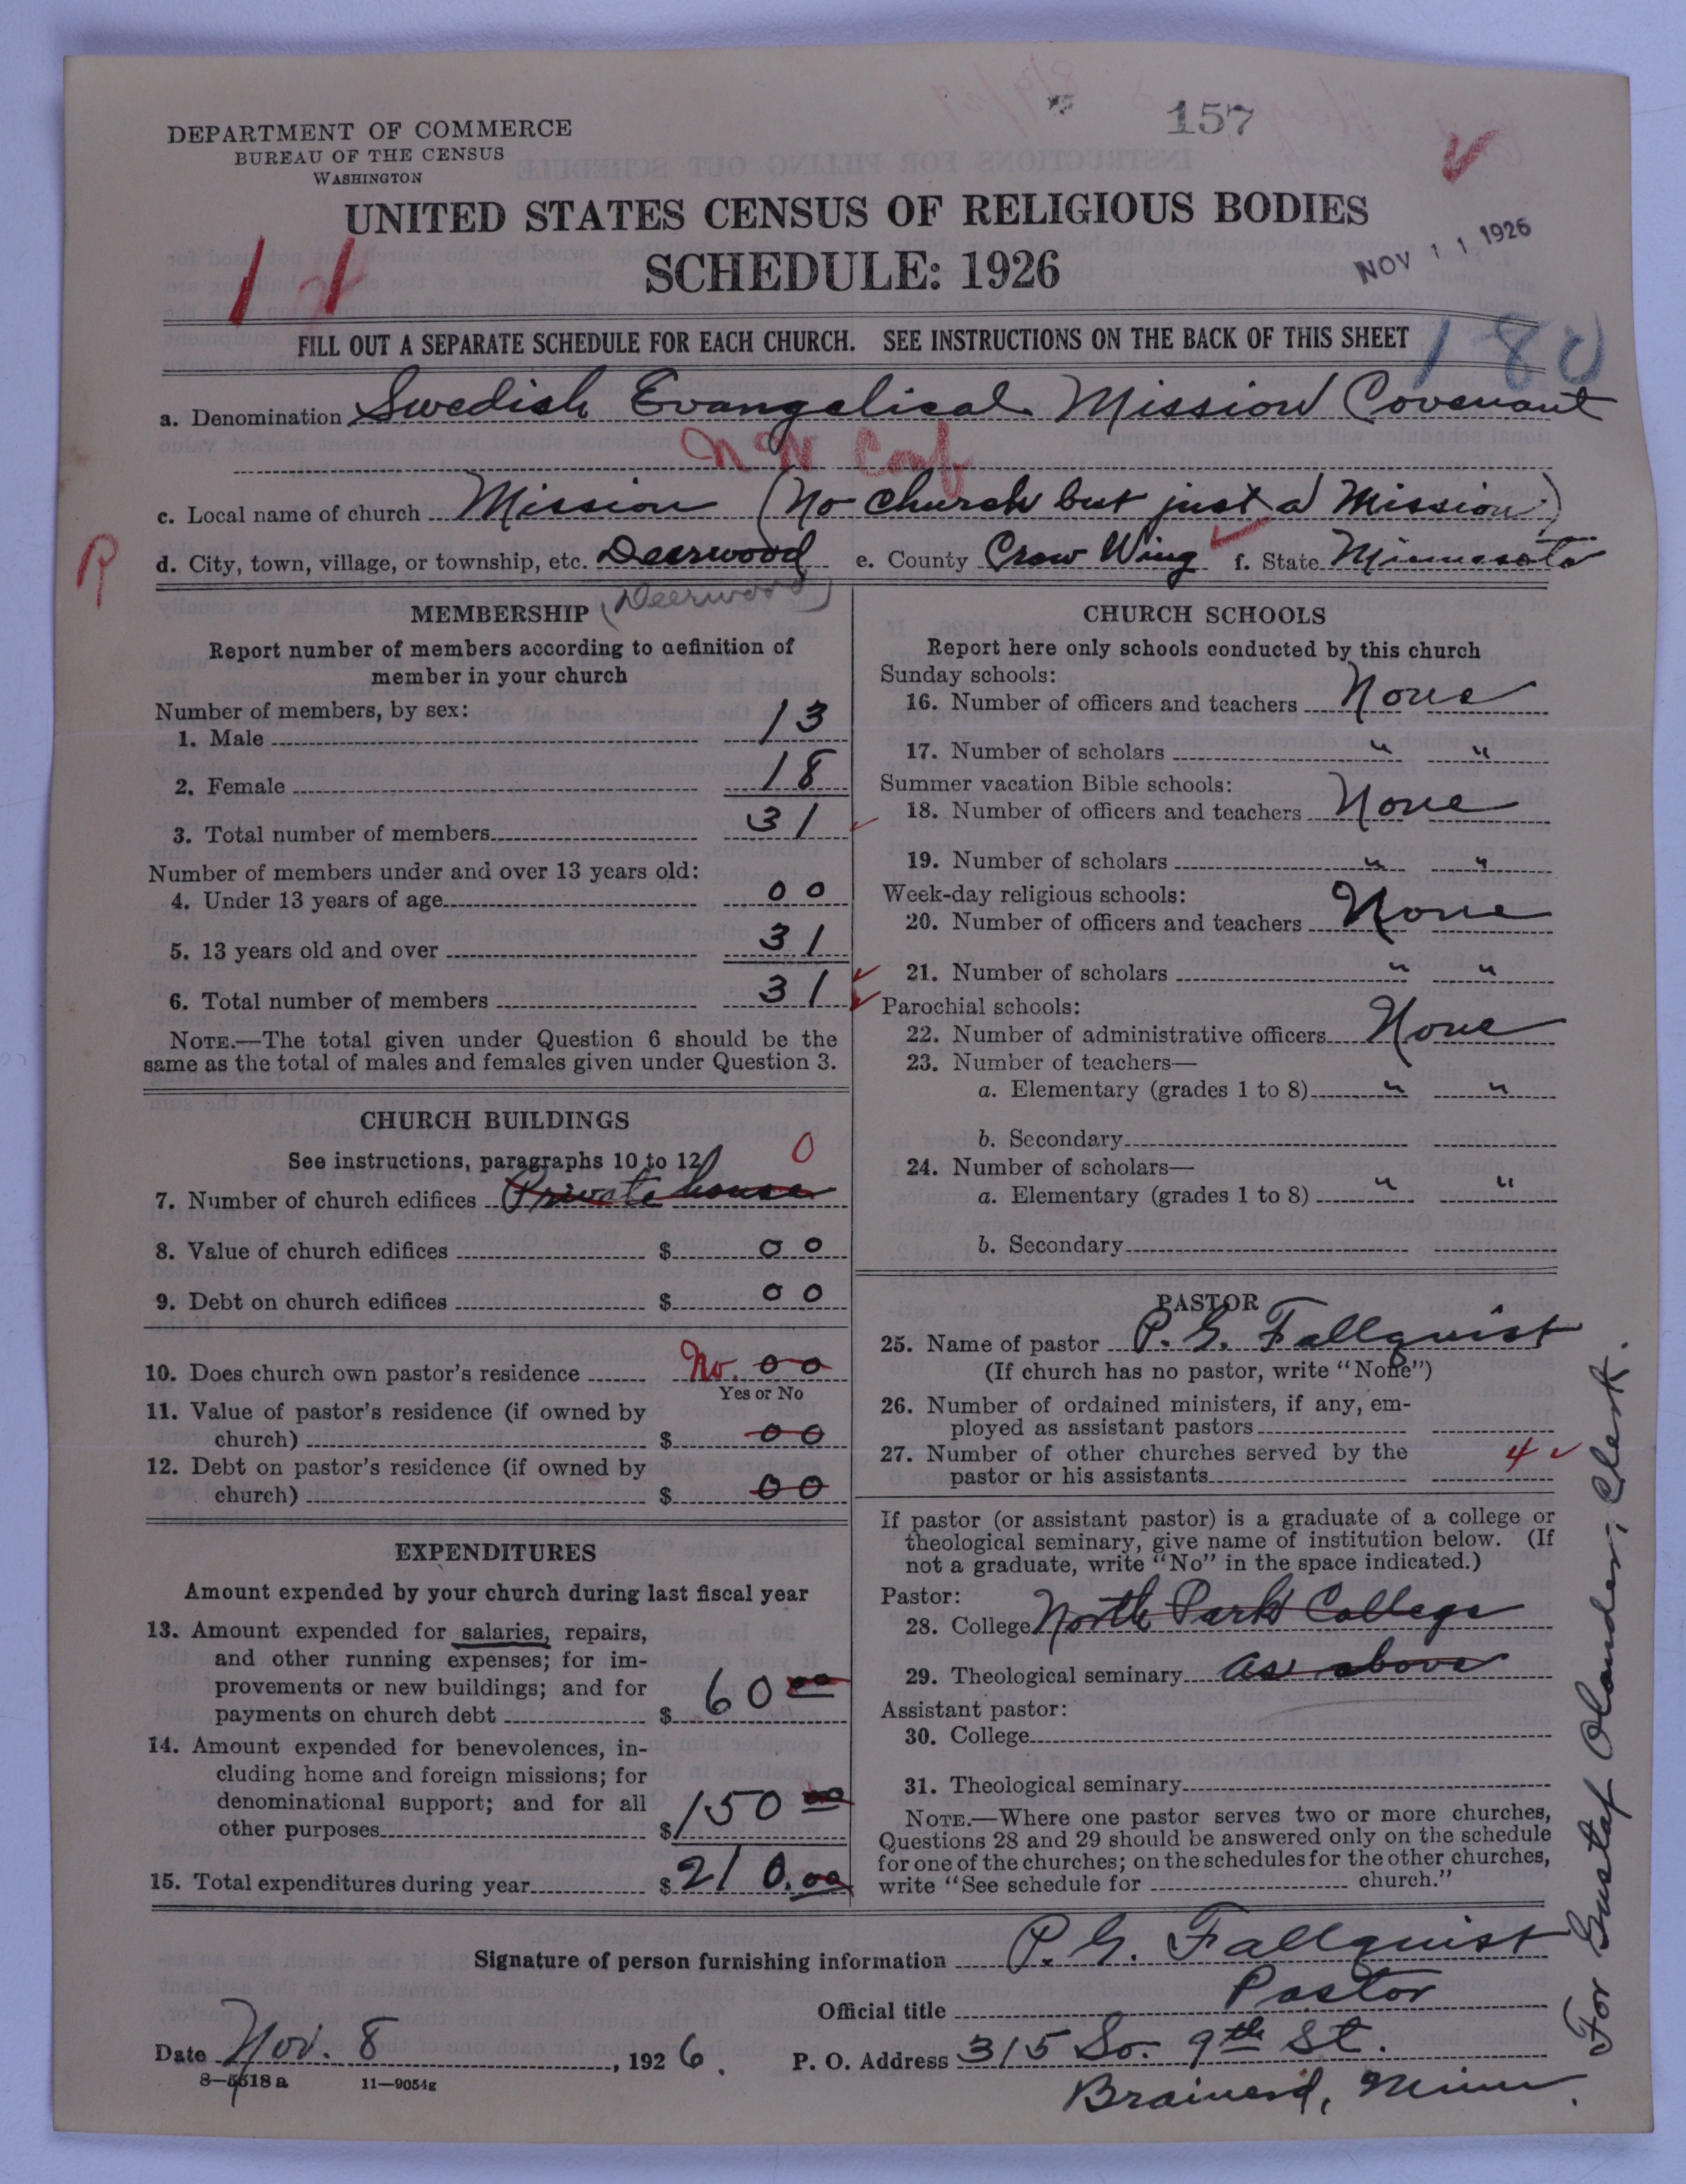 157
DEPARTMENT OF COMMERCE
BUREAU OF THE CENSUS
WASHINGTON
UNITED STATES CENSUS OF RELIGIOUS BODIES
SCHEDULE: 1926
NOV 11 1926
FILL OUT A SEPARATE SCHEDULE FOR EACH CHURCH. SEE INSTRUCTIONS ON THE BACK OF THIS SHEET
180
a. Denomination Swedish Evangelical Mission Covenant
NW Conf
c. Local name of church Mission (No church but just a Mission)
R
d. City, town, village, or township, etc. Deerwood e. County Crow Wing f. State Minnesota
(Deerwood)
MEMBERSHIP
Report number of members according to definition of
member in your church
Number of members, by sex:
1. Male 13
2. Female 18
3. Total number of members 31
Number of members under and over 13 years old:
4. Under 13 years of age 00
5. 13 years old and over 31
6. Total number of members 31
NOTE.—The total given under Question 6 should be the
same as the total of males and females given under Question 3.
CHURCH BUILDINGS
See instructions, paragraphs 10 to 12
0
7. Number of church edifices Private house
8. Value of church edifices $ 00
9. Debt on church edifices $ 00
10. Does church own pastor's residence No. 00
Yes or No
11. Value of pastor's residence (if owned by
church) $ 00
12. Debt on pastor's residence (if owned by
church) $ 00
EXPENDITURES
Amount expended by your church during last fiscal year
13. Amount expended for salaries, repairs,
and other running expenses; for im-
provements or new buildings; and for
payments on church debt $ 60 00
14. Amount expended for benevolences, in-
cluding home and foreign missions; for
denominational support; and for all
other purposes $ 150 00
15. Total expenditures during year $ 210.00
CHURCH SCHOOLS
Report here only schools conducted by this church
Sunday schools:
16. Number of officers and teachers None
17. Number of scholars " "
Summer vacation Bible schools:
18. Number of officers and teachers None
19. Number of scholars " "
Week-day religious schools:
20. Number of officers and teachers None
21. Number of scholars " "
Parochial schools:
22. Number of administrative officers None
23. Number of teachers—
a. Elementary (grades 1 to 8) " "
b. Secondary
24. Number of scholars—
a. Elementary (grades 1 to 8) " "
b. Secondary
PASTOR
25. Name of pastor P. G. Fallquist
(If church has no pastor, write "None")
26. Number of ordained ministers, if any, em-
ployed as assistant pastors
27. Number of other churches served by the
pastor or his assistants 4
If pastor (or assistant pastor) is a graduate of a college or
theological seminary, give name of institution below. (If
not a graduate, write "No" in the space indicated.)
Pastor:
28. College North Park College
29. Theological seminary As above
Assistant pastor:
30. College
31. Theological seminary
NOTE.—Where one pastor serves two or more churches,
Questions 28 and 29 should be answered only on the schedule
for one of the churches; on the schedules for the other churches,
write "See schedule for church."
Signature of person furnishing information P. G. Fallquist
Official title Pastor
Date Nov. 8, 1926. P. O. Address 315 So. 9th St.
Brainerd, Minn.
8—5518 a 11—9054g
For Gustaf Olander, Clerk.